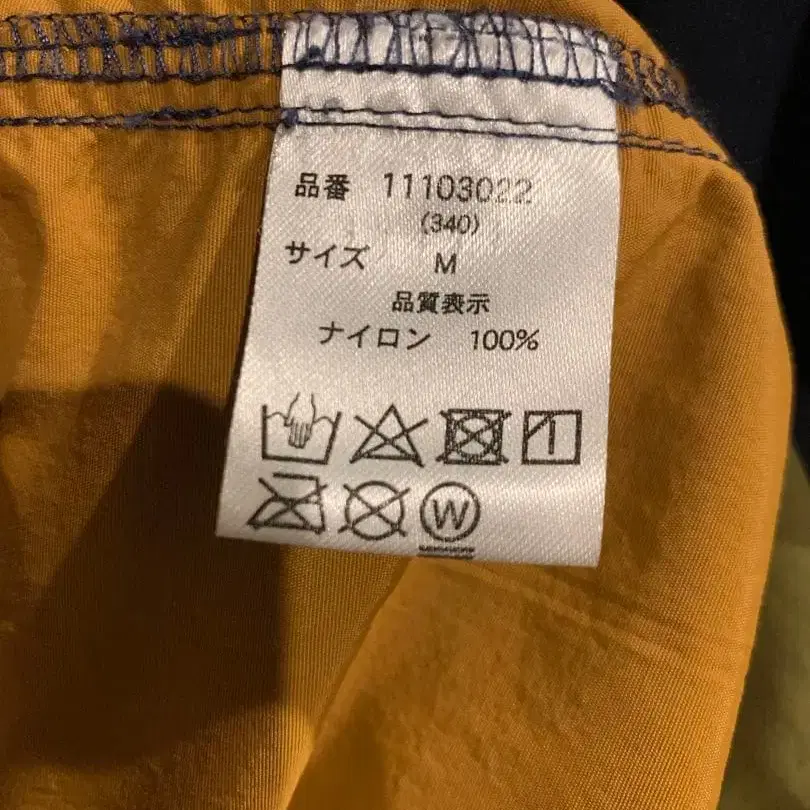 品番 11103022
(340)
サイズ M
品質表示
ナイロン 100%
W